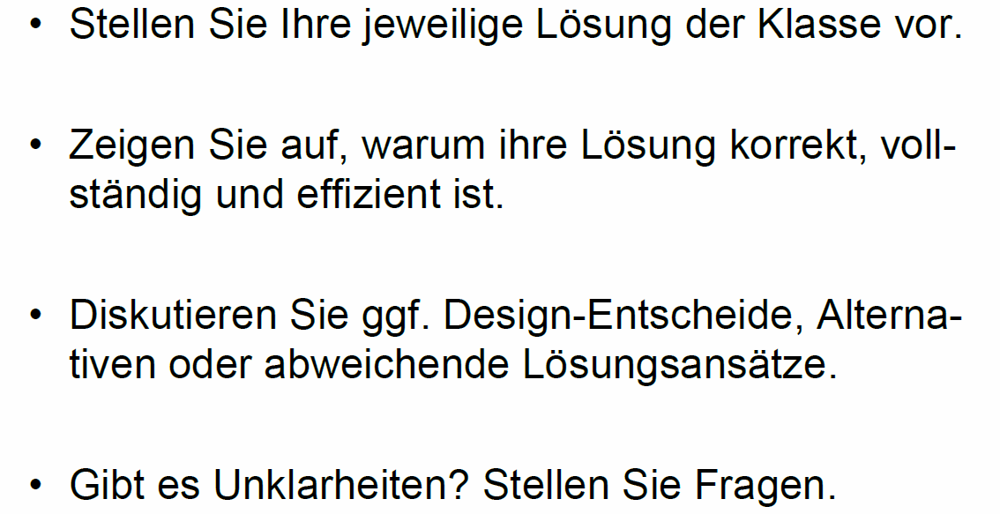 • Stellen Sie Ihre jeweilige Lösung der Klasse vor.
• Zeigen Sie auf, warum ihre Lösung korrekt, voll-
ständig und effizient ist.
• Diskutieren Sie ggf. Design-Entscheide, Alterna-
tiven oder abweichende Lösungsansätze.
• Gibt es Unklarheiten? Stellen Sie Fragen.